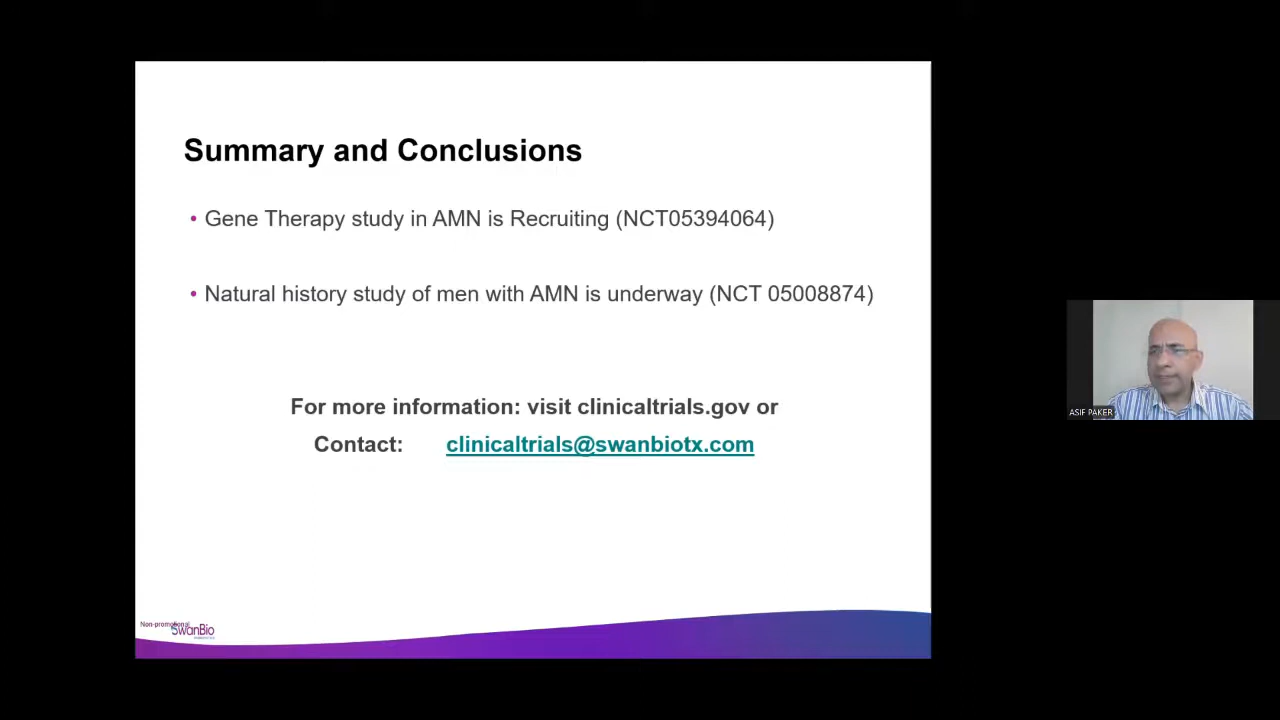 Summary and Conclusions
• Gene Therapy study in AMN is Recruiting (NCT05394064)
• Natural history study of men with AMN is underway (NCT 05008874)
For more information: visit clinicaltrials.gov or
Contact: clinicaltrials@swanbiotx.com
ASIF PAKER
Non-promotional
SwanBio